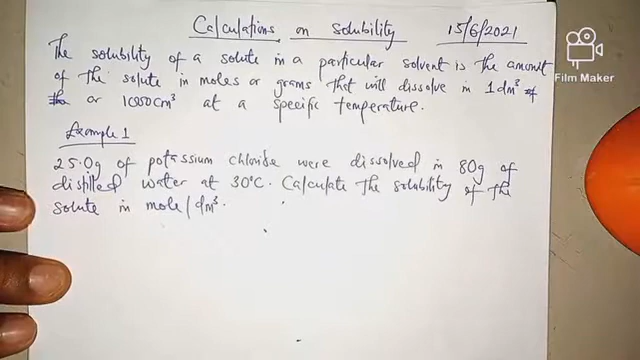 Calculations on Solubility 15/6/2021
The solubility of a solute in a particular solvent is the amount
of the solute in moles or grams that will dissolve in 1dm³ of
the or 1000cm³ at a specific temperature.
Example 1
25.0g of potassium chloride were dissolved in 80g of
distilled water at 30°C. Calculate the solubility of the
solute in mole/dm³.
Film Maker